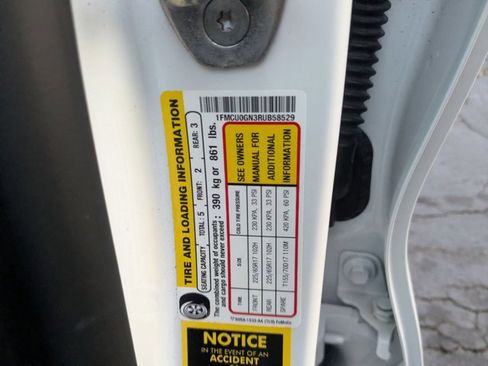 1FMCU0GN3RUB58529
TIRE AND LOADING INFORMATION
SEATING CAPACITY TOTAL: 5 FRONT: 2 REAR: 3
The combined weight of occupants
and cargo should never exceed : 390 kg or 861 lbs.
TIRE SIZE COLD TIRE PRESSURE
FRONT 225/65R17 102H 230 KPA, 33 PSI
REAR 225/65R17 102H 230 KPA, 33 PSI
SPARE T155/70D17 110M 420 KPA, 60 PSI
SEE OWNERS
MANUAL FOR
ADDITIONAL
INFORMATION
NOTICE
IN THE EVENT OF AN
ACCIDENT